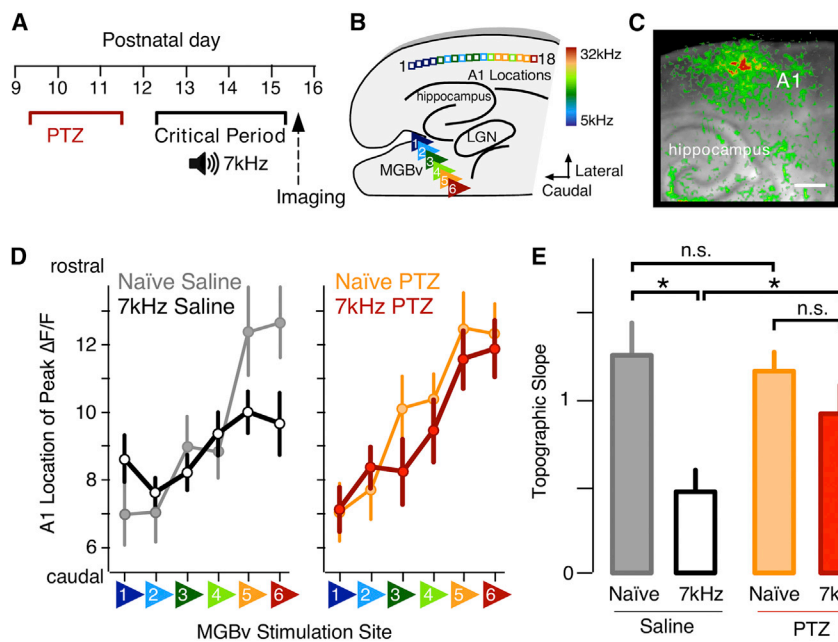 A
Postnatal day
9 10 11 12 13 14 15 16
PTZ
Critical Period
7kHz
Imaging
B
1
18
A1 Locations
hippocampus
LGN
MGBv
1
2
3
4
5
6
32kHz
5kHz
Lateral
Caudal
C
A1
hippocampus
D
rostral
Naïve Saline
7kHz Saline
Naïve PTZ
7kHz PTZ
A1 Location of Peak ΔF/F
12
10
8
6
caudal
1 2 3 4 5 6
1 2 3 4 5 6
MGBv Stimulation Site
E
n.s.
*
*
n.s.
Topographic Slope
1
0
Naïve 7kHz Naïve 7k
Saline PTZ